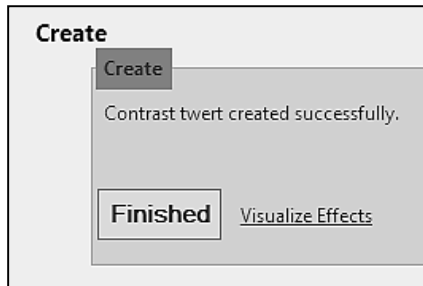 Create
Create
Contrast twert created successfully.
Finished Visualize Effects